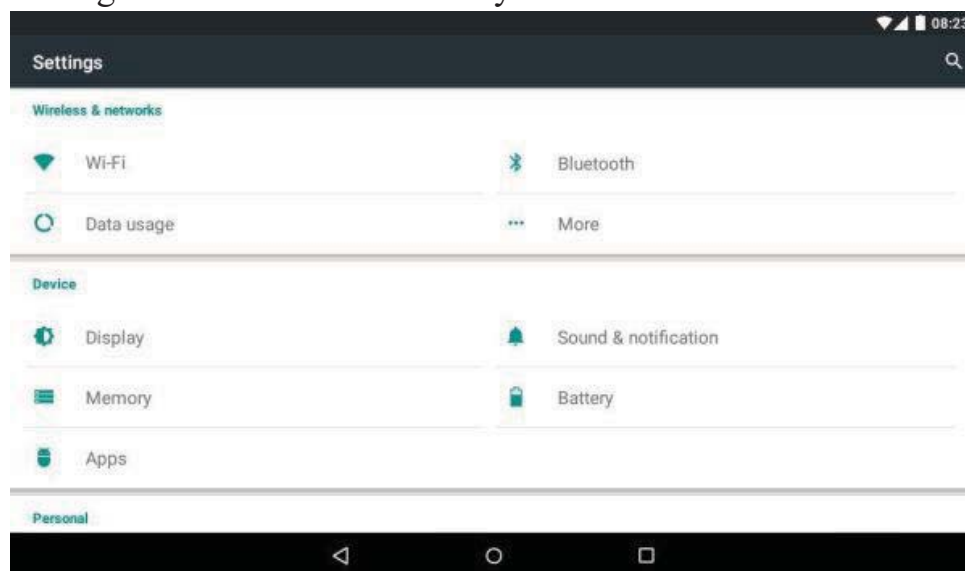 08:23
Settings
Wireless & networks
Wi-Fi Bluetooth
Data usage More
Device
Display Sound & notification
Memory Battery
Apps
Personal